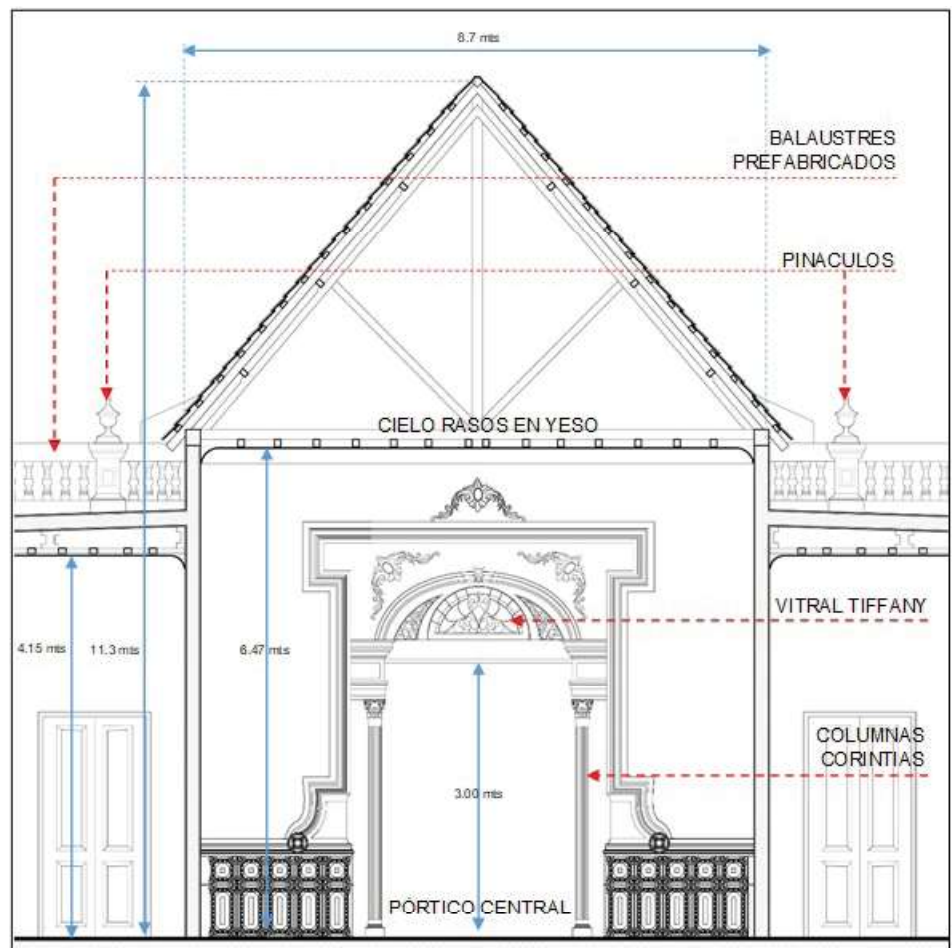 8.7 mts
BALAUSTRES
PREFABRICADOS
PINACULOS
CIELO RASOS EN YESO
VITRAL TIFFANY
4.15 mts
11.3 mts
6.47 mts
COLUMNAS
CORINTIAS
3.00 mts
PÓRTICO CENTRAL